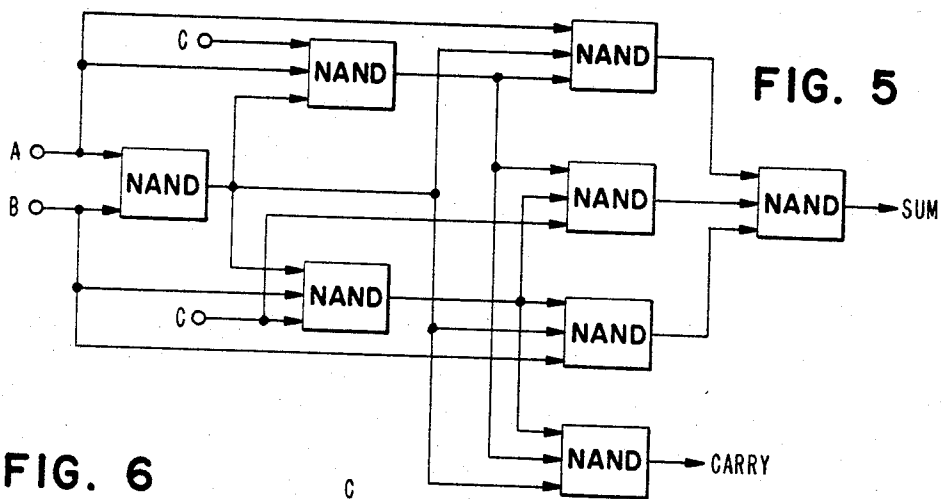 C
NAND
NAND
FIG. 5
A
B
NAND
NAND
NAND
SUM
C
NAND
NAND
NAND
CARRY
FIG. 6
C